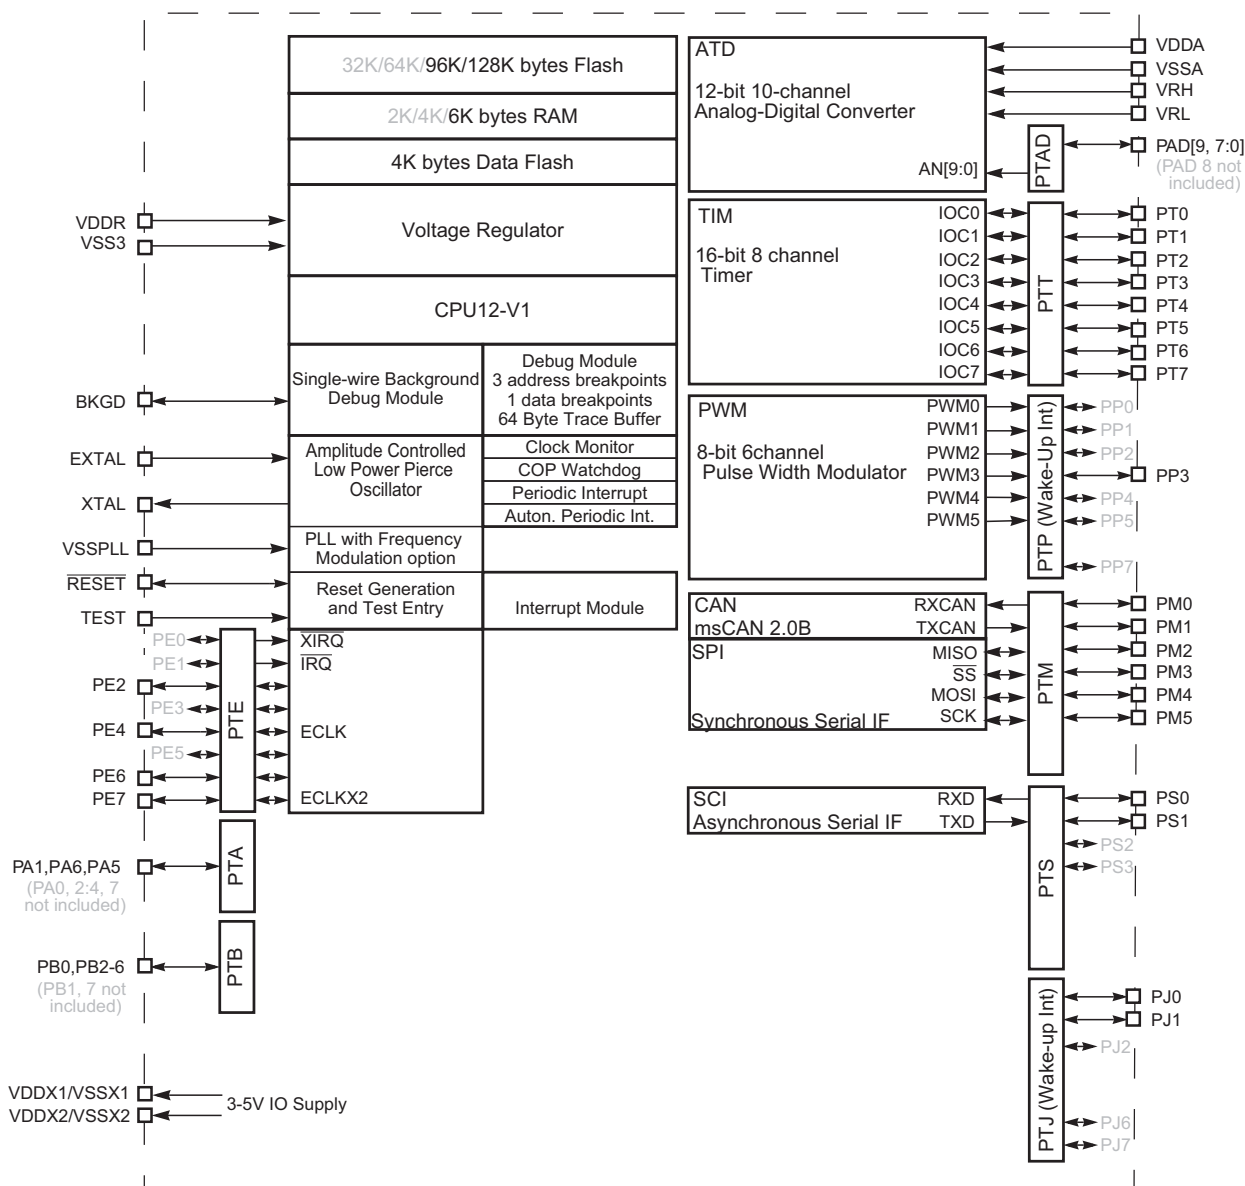 32K/64K/96K/128K bytes Flash
2K/4K/6K bytes RAM
4K bytes Data Flash
Voltage Regulator
CPU12-V1
Single-wire Background
Debug Module
Debug Module
3 address breakpoints
1 data breakpoints
64 Byte Trace Buffer
Amplitude Controlled
Low Power Pierce
Oscillator
Clock Monitor
COP Watchdog
Periodic Interrupt
Auton. Periodic Int.
PLL with Frequency
Modulation option
Reset Generation
and Test Entry
Interrupt Module
VDDR
VSS3
BKGD
EXTAL
XTAL
VSSPLL
RESET
TEST
PE0
PE1
PE2
PE3
PE4
PE5
PE6
PE7
PTE
XIRQ
IRQ
ECLK
ECLKX2
PA1,PA6,PA5
(PA0, 2:4, 7
not included)
PTA
PB0,PB2-6
(PB1, 7 not
included)
PTB
VDDX1/VSSX1
VDDX2/VSSX2
3-5V IO Supply
ATD
12-bit 10-channel
Analog-Digital Converter
AN[9:0]
PTAD
VDDA
VSSA
VRH
VRL
PAD[9, 7:0]
(PAD 8 not
included)
TIM
16-bit 8 channel
Timer
IOC0
IOC1
IOC2
IOC3
IOC4
IOC5
IOC6
IOC7
PTT
PT0
PT1
PT2
PT3
PT4
PT5
PT6
PT7
PWM
8-bit 6channel
Pulse Width Modulator
PWM0
PWM1
PWM2
PWM3
PWM4
PWM5
PTP (Wake-Up Int)
PP0
PP1
PP2
PP3
PP4
PP5
PP7
CAN
msCAN 2.0B
RXCAN
TXCAN
SPI
Synchronous Serial IF
MISO
SS
MOSI
SCK
PTM
PM0
PM1
PM2
PM3
PM4
PM5
SCI
Asynchronous Serial IF
RXD
TXD
PTS
PS0
PS1
PS2
PS3
PTJ (Wake-up Int)
PJ0
PJ1
PJ2
PJ6
PJ7